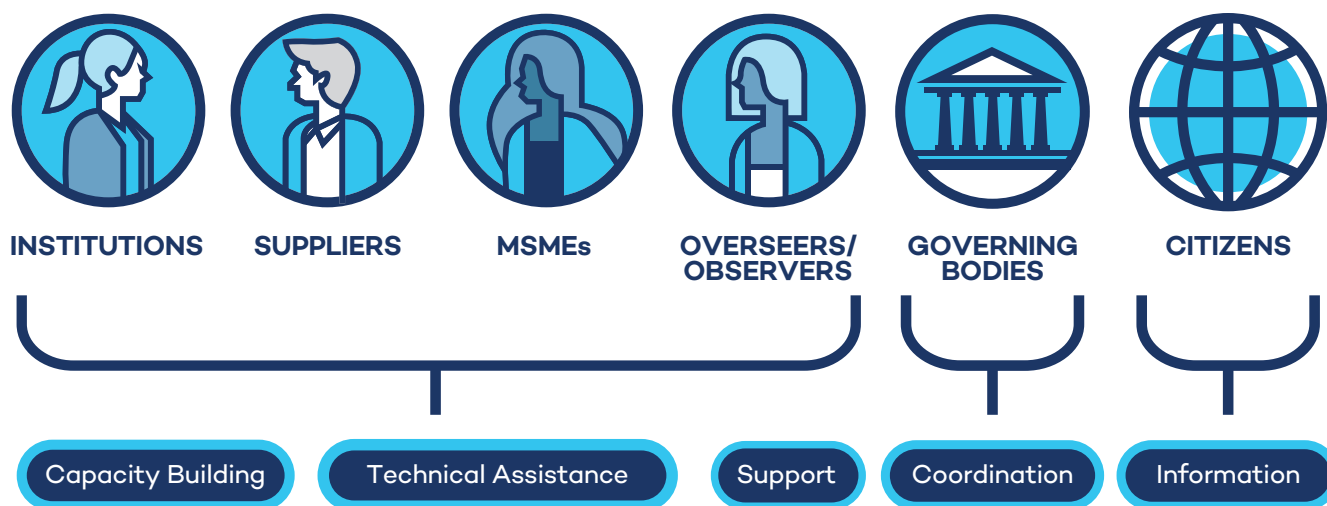 INSTITUTIONS
SUPPLIERS
MSMEs
OVERSEERS/
OBSERVERS
GOVERNING
BODIES
CITIZENS
Capacity Building
Technical Assistance
Support
Coordination
Information